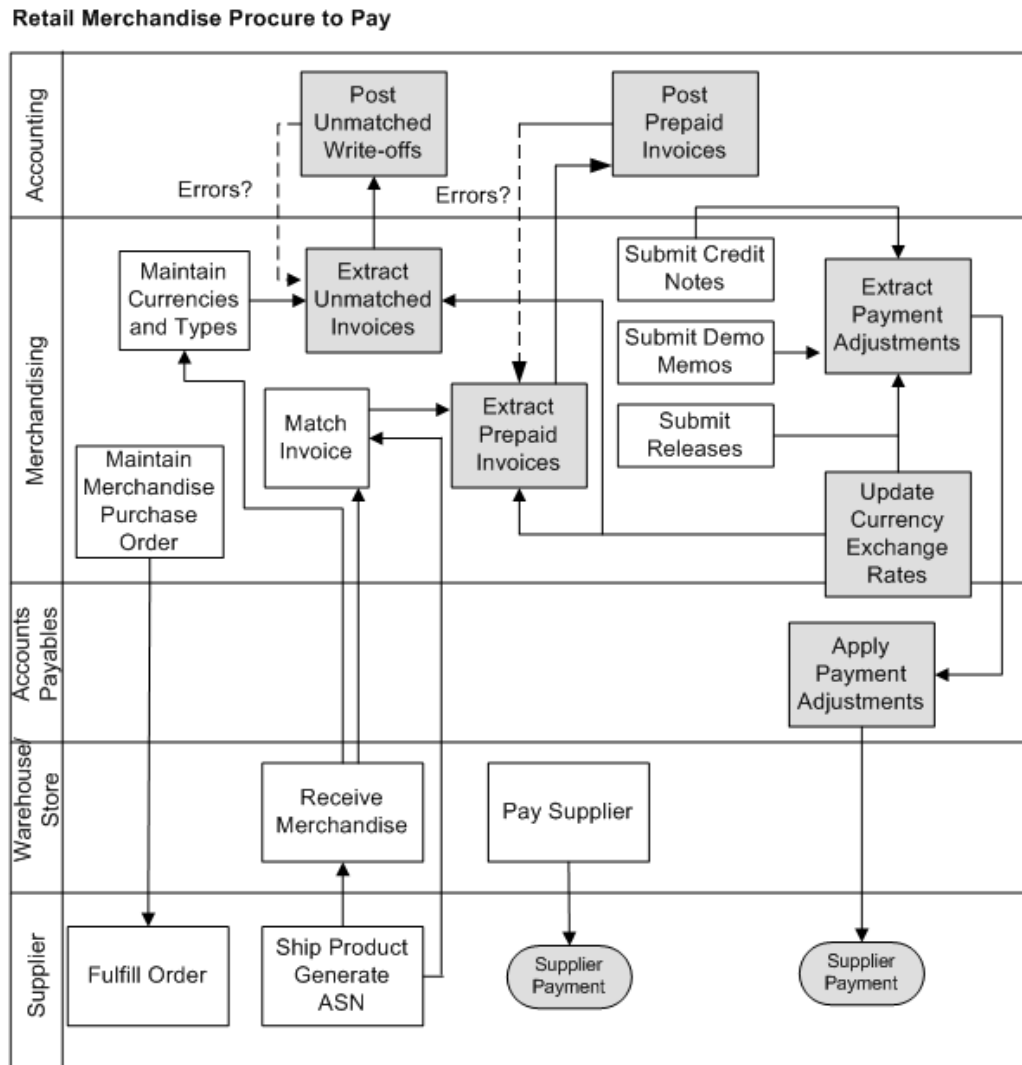 Retail Merchandise Procure to Pay
Accounting
Post
Unmatched
Write-offs
Post
Prepaid
Invoices
Errors?
Errors?
Merchandising
Maintain
Currencies
and Types
Extract
Unmatched
Invoices
Submit Credit
Notes
Extract
Payment
Adjustments
Submit Demo
Memos
Match
Invoice
Extract
Prepaid
Invoices
Submit
Releases
Maintain
Merchandise
Purchase
Order
Update
Currency
Exchange
Rates
Accounts
Payables
Apply
Payment
Adjustments
Warehouse/
Store
Receive
Merchandise
Pay Supplier
Supplier
Fulfill Order
Ship Product
Generate
ASN
Supplier
Payment
Supplier
Payment